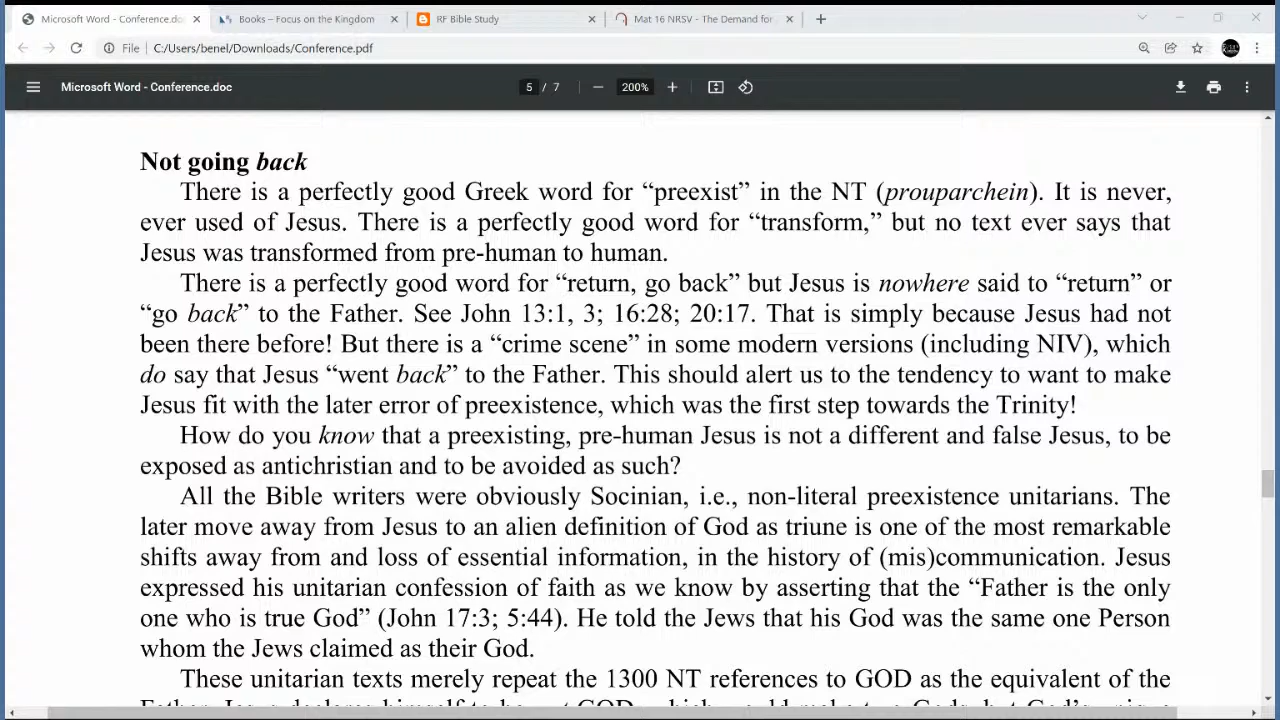 Microsoft Word - Conference.do
Books – Focus on the Kingdom
RF Bible Study
Mat 16 NRSV - The Demand for
File C:/Users/benel/Downloads/Conference.pdf
Microsoft Word - Conference.doc
5 / 7
200%
Not going back
There is a perfectly good Greek word for “preexist” in the NT (prouparchein). It is never,
ever used of Jesus. There is a perfectly good word for “transform,” but no text ever says that
Jesus was transformed from pre-human to human.
There is a perfectly good word for “return, go back” but Jesus is nowhere said to “return” or
“go back” to the Father. See John 13:1, 3; 16:28; 20:17. That is simply because Jesus had not
been there before! But there is a “crime scene” in some modern versions (including NIV), which
do say that Jesus “went back” to the Father. This should alert us to the tendency to want to make
Jesus fit with the later error of preexistence, which was the first step towards the Trinity!
How do you know that a preexisting, pre-human Jesus is not a different and false Jesus, to be
exposed as antichristian and to be avoided as such?
All the Bible writers were obviously Socinian, i.e., non-literal preexistence unitarians. The
later move away from Jesus to an alien definition of God as triune is one of the most remarkable
shifts away from and loss of essential information, in the history of (mis)communication. Jesus
expressed his unitarian confession of faith as we know by asserting that the “Father is the only
one who is true God” (John 17:3; 5:44). He told the Jews that his God was the same one Person
whom the Jews claimed as their God.
These unitarian texts merely repeat the 1300 NT references to GOD as the equivalent of the